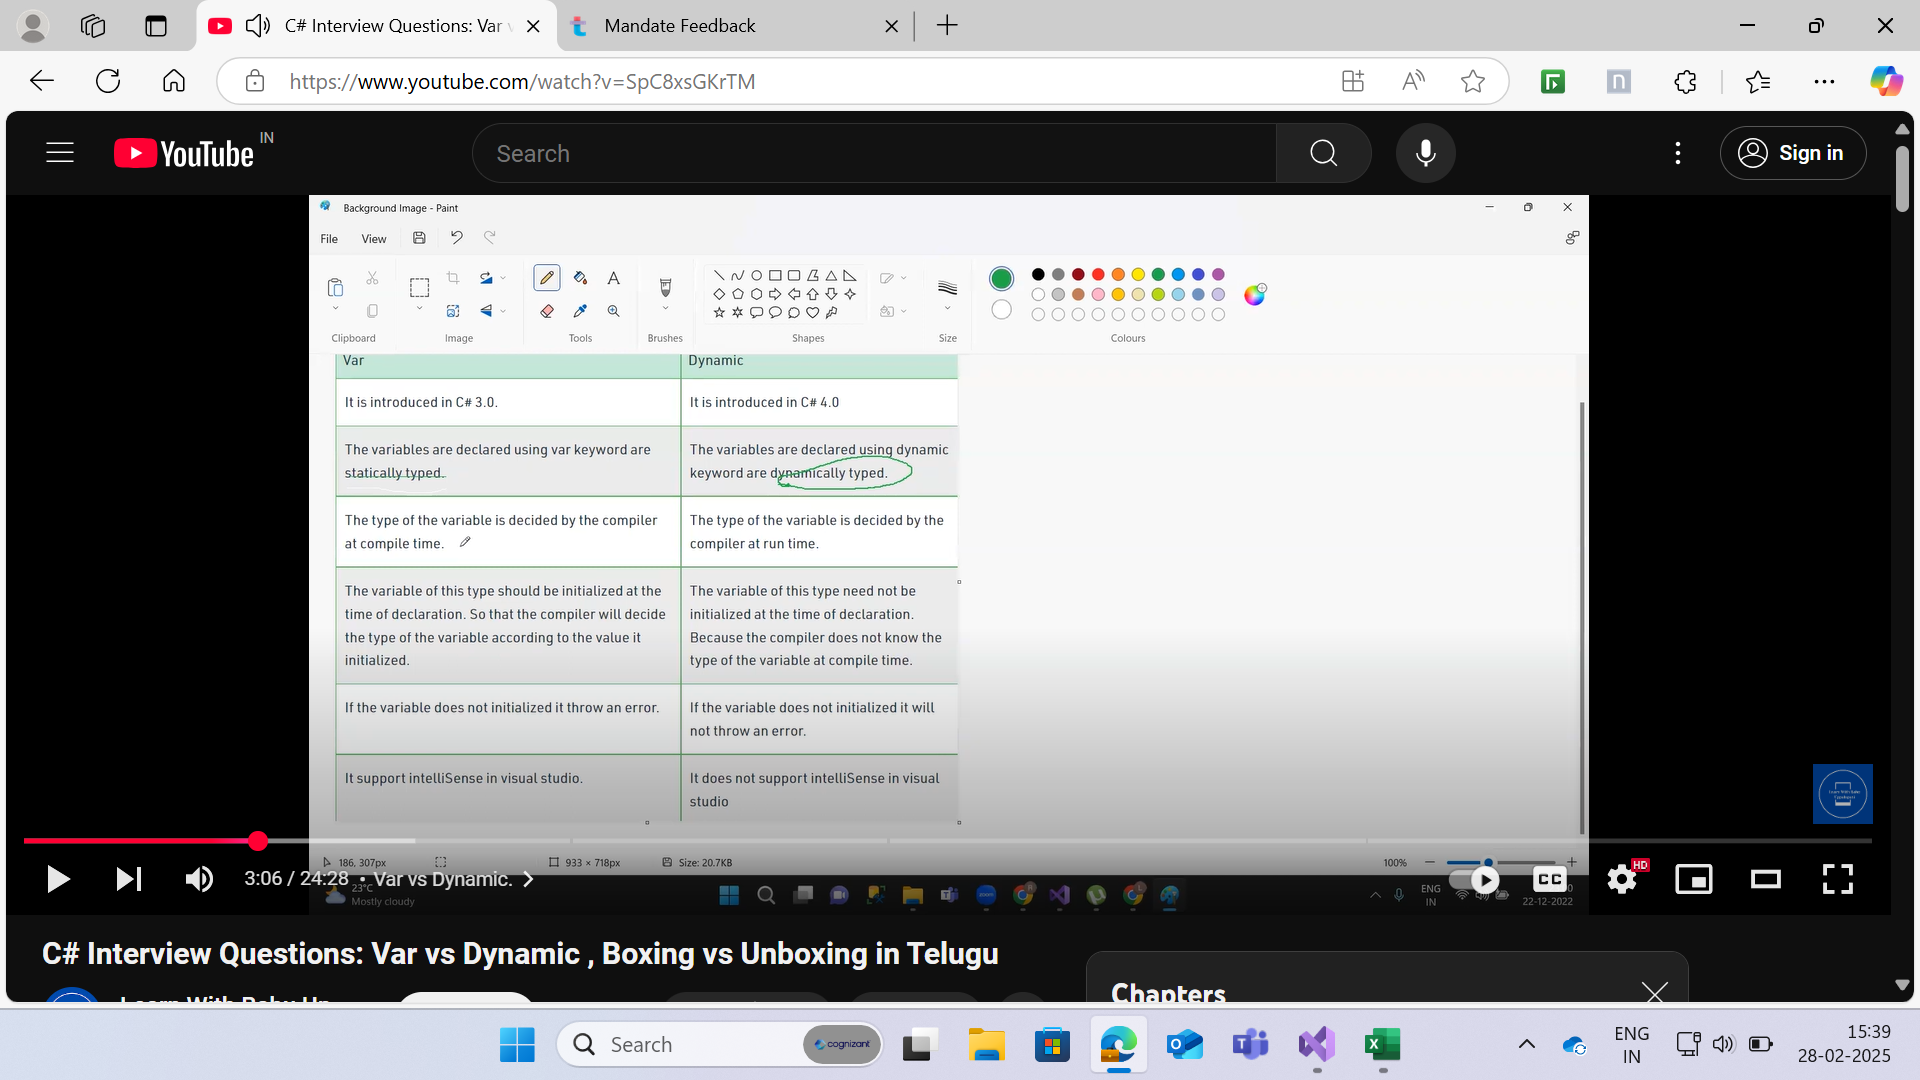 C# Interview Questions: Var v
Mandate Feedback
https://www.youtube.com/watch?v=SpC8xsGKrTM
YouTube IN
Search
Sign in
Background Image - Paint
File View
Clipboard Image Tools Brushes Shapes Size Colours
Var Dynamic
It is introduced in C# 3.0.
It is introduced in C# 4.0
The variables are declared using var keyword are
statically typed.
The variables are declared using dynamic
keyword are dynamically typed.
The type of the variable is decided by the compiler
at compile time.
The type of the variable is decided by the
compiler at run time.
The variable of this type should be initialized at the
time of declaration. So that the compiler will decide
the type of the variable according to the value it
initialized.
The variable of this type need not be
initialized at the time of declaration.
Because the compiler does not know the
type of the variable at compile time.
If the variable does not initialized it throw an error.
If the variable does not initialized it will
not throw an error.
It support intelliSense in visual studio.
It does not support intelliSense in visual
studio
186, 307px 933 × 718px Size: 20.7KB 100%
3:06 / 24:28 • Var vs Dynamic.
CC
HD
23°C
Mostly cloudy
ENG
IN
22-12-2022
C# Interview Questions: Var vs Dynamic , Boxing vs Unboxing in Telugu
Chapters
Search
cognizant
ENG
IN
15:39
28-02-2025